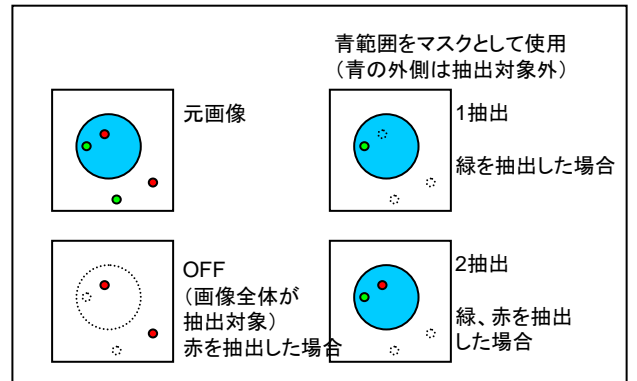 青範囲をマスクとして使用
（青の外側は抽出対象外）
元画像
1抽出
緑を抽出した場合
OFF
（画像全体が
抽出対象）
赤を抽出した場合
2抽出
緑、赤を抽出
した場合